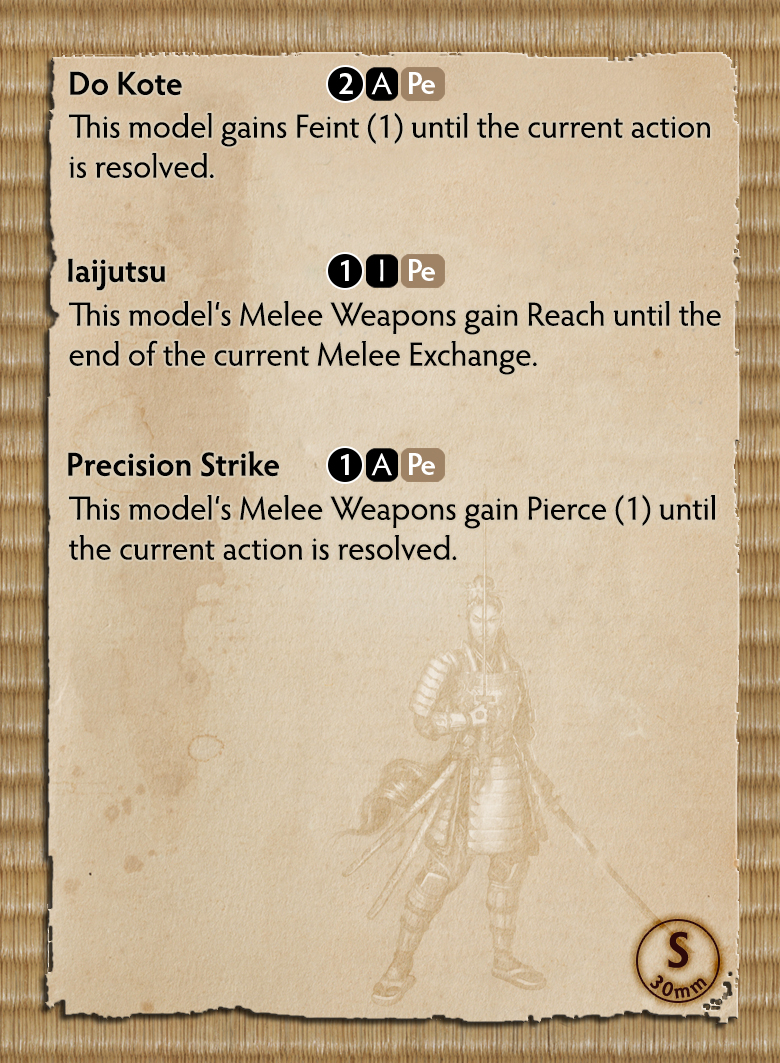 Do Kote 2 A Pe
This model gains Feint (1) until the current action
is resolved.
Iaijutsu 1 I Pe
This model's Melee Weapons gain Reach until the
end of the current Melee Exchange.
Precision Strike 1 A Pe
This model's Melee Weapons gain Pierce (1) until
the current action is resolved.
S
30mm